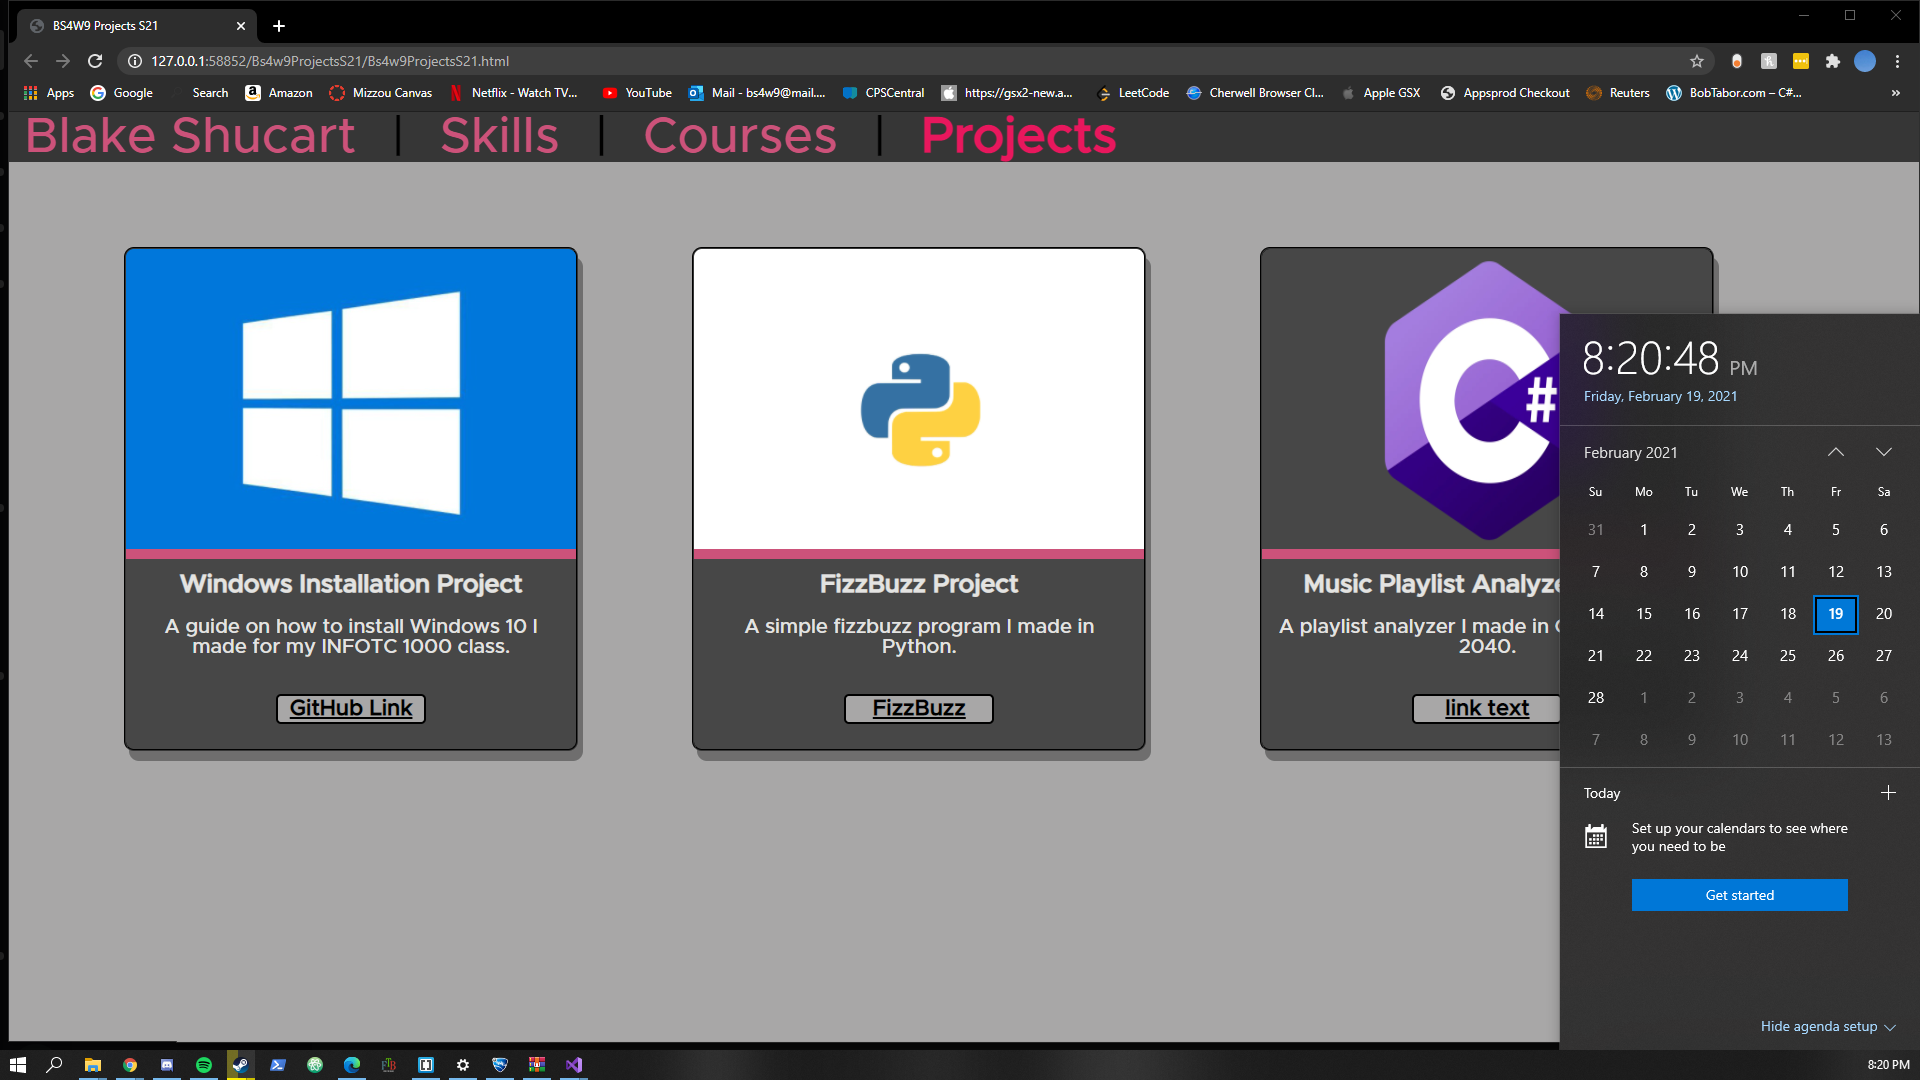 BS4W9 Projects S21
127.0.0.1:58852/Bs4w9ProjectsS21/Bs4w9ProjectsS21.html
Apps Google Search Amazon Mizzou Canvas Netflix - Watch TV... YouTube Mail - bs4w9@mail.... CPSCentral https://gsx2-new.a... LeetCode Cherwell Browser Cl... Apple GSX Appsprod Checkout Reuters BobTabor.com – C#... »
Blake Shucart | Skills | Courses | Projects
C#
Windows Installation Project
A guide on how to install Windows 10 I
made for my INFOTC 1000 class.
GitHub Link
FizzBuzz Project
A simple fizzbuzz program I made in
Python.
FizzBuzz
Music Playlist Analyze
A playlist analyzer I made in
2040.
link text
8:20:48 PM
Friday, February 19, 2021
February 2021
Su Mo Tu We Th Fr Sa
31 1 2 3 4 5 6
7 8 9 10 11 12 13
14 15 16 17 18 19 20
21 22 23 24 25 26 27
28 1 2 3 4 5 6
7 8 9 10 11 12 13
Today
Set up your calendars to see where
you need to be
Get started
Hide agenda setup
8:20 PM